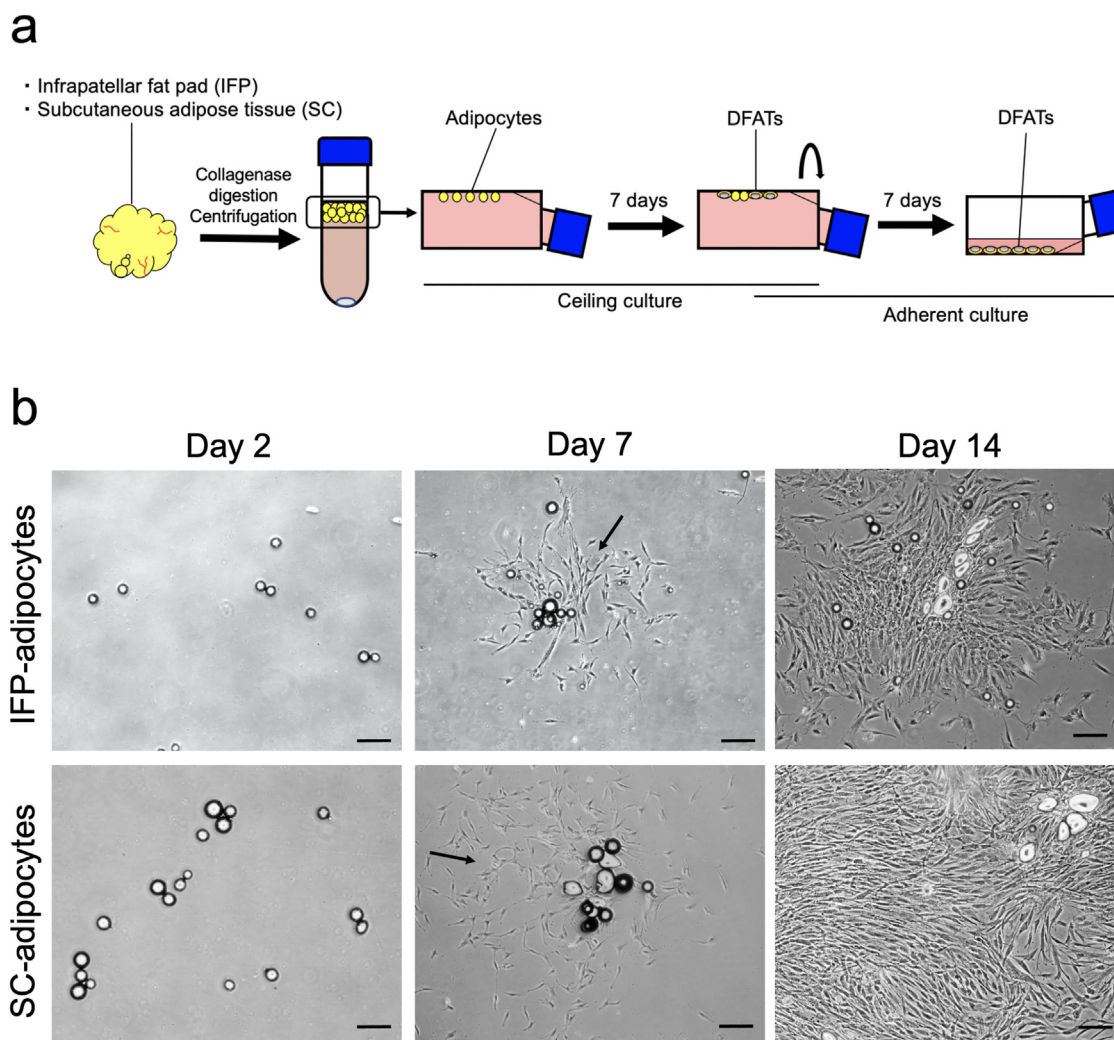 a
· Infrapatellar fat pad (IFP)
· Subcutaneous adipose tissue (SC)
Collagenase
digestion
Centrifugation
Adipocytes
7 days
DFATs
7 days
DFATs
Ceiling culture
Adherent culture
b
Day 2
Day 7
Day 14
IFP-adipocytes
SC-adipocytes